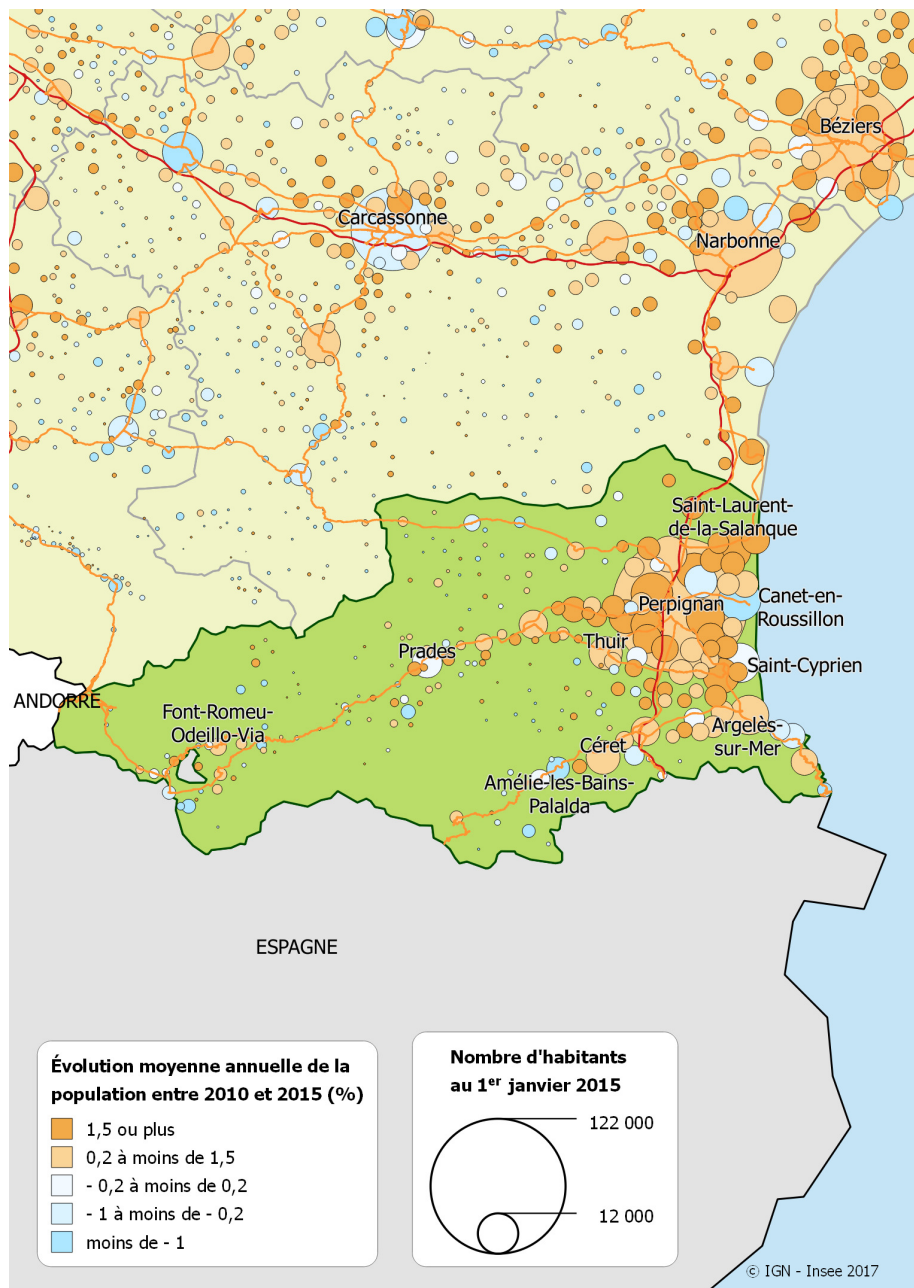 Béziers
Carcassonne
Narbonne
Saint-Laurent-
de-la-Salanque
Canet-en-
Roussillon
Perpignan
Thuir
Prades
Saint-Cyprien
ANDORRE
Font-Romeu-
Odeillo-Via
Argelès-
sur-Mer
Céret
Amélie-les-Bains-
Palalda
ESPAGNE
Évolution moyenne annuelle de la
population entre 2010 et 2015 (%)
1,5 ou plus
0,2 à moins de 1,5
- 0,2 à moins de 0,2
- 1 à moins de - 0,2
moins de - 1
Nombre d'habitants
au 1er janvier 2015
122 000
12 000
© IGN - Insee 2017